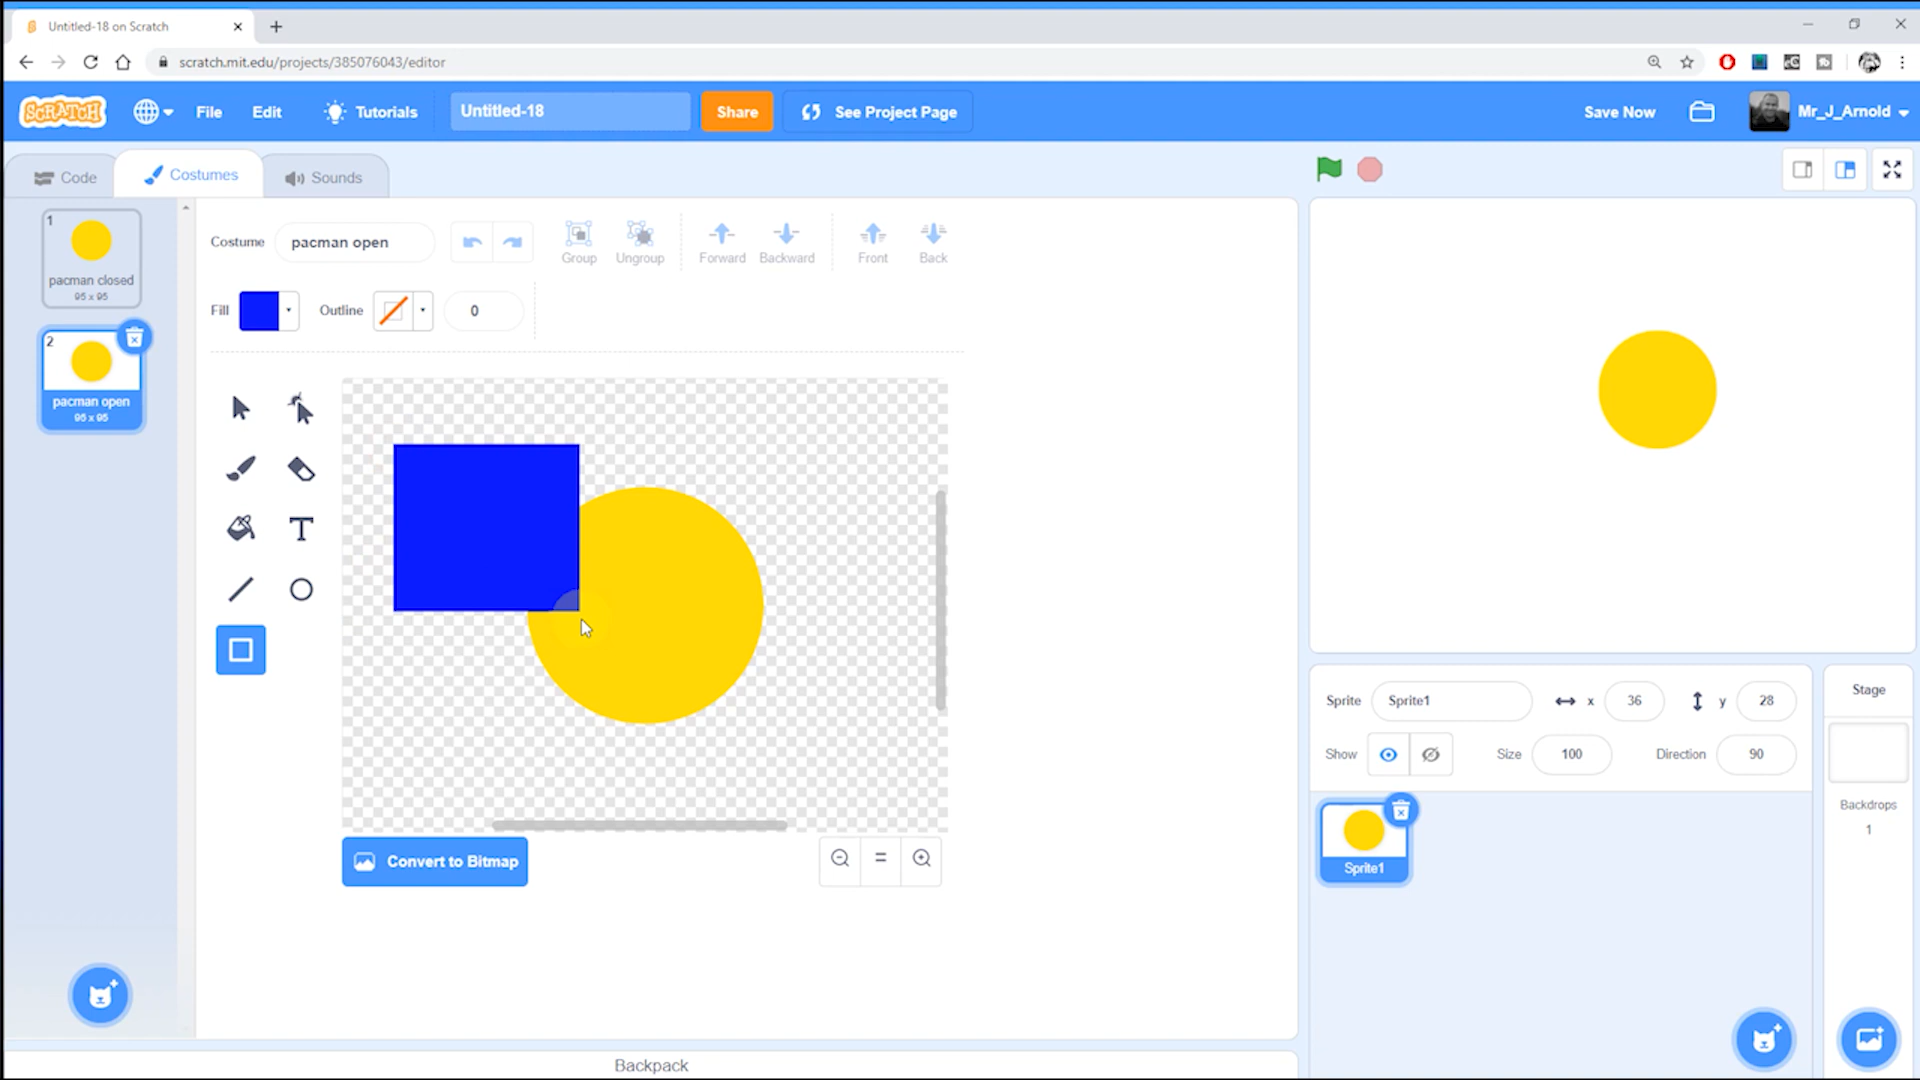 Untitled-18 on Scratch
scratch.mit.edu/projects/385076043/editor
SCRATCH
File
Edit
Tutorials
Untitled-18
Share
See Project Page
Save Now
Mr_J_Arnold
Code
Costumes
Sounds
1
pacman closed
95 x 95
2
pacman open
95 x 95
Costume
pacman open
Group
Ungroup
Forward
Backward
Front
Back
Fill
Outline
0
T
Convert to Bitmap
=
Sprite
Sprite1
x
36
y
28
Show
Size
100
Direction
90
Sprite1
Stage
Backdrops
1
Backpack